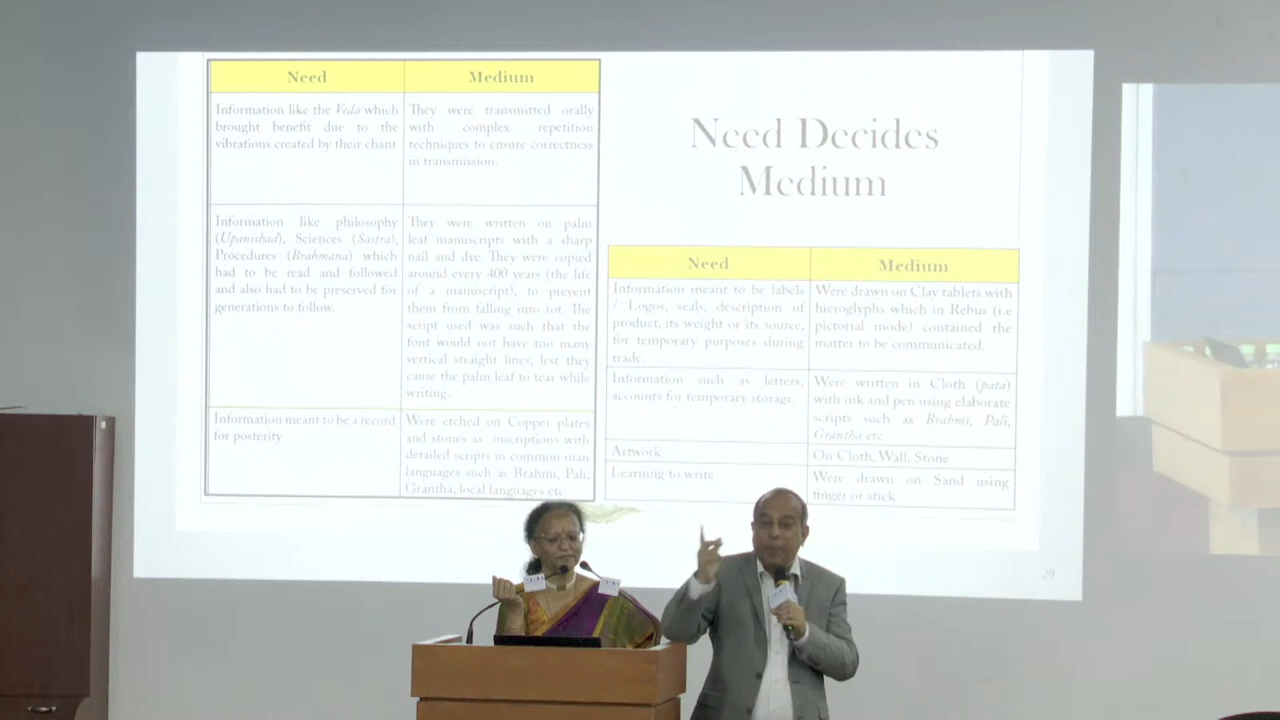 Need
Medium
Information like the Veda which
brought benefit due to the
vibrations created by their chant
They were transmitted orally
with complex repetition
techniques to ensure correctness
in transmission.
Information like philosophy
(Upanishad), Sciences (Sastra),
Procedures (Brahmana) which
had to be read and followed
and also had to be preserved for
generations to follow.
They were written on palm
leaf manuscripts with a sharp
nail and dye. They were copied
around every 400 years (the life
of a manuscript), to prevent
them from falling into rot. The
script used was such that the
font would not have too many
vertical straight lines, lest they
cause the palm leaf to tear while
writing.
Information meant to be a record
for posterity
Were etched on Copper plates
and stones as inscriptions with
detailed scripts in common man
languages such as Brahmi, Pali,
Grantha, local languages etc.
Need Decides
Medium
Need
Medium
Information meant to be labels
/ Logos, seals, description of
product, its weight or its source,
for temporary purposes during
trade.
Were drawn on Clay tablets with
hieroglyphs which in Rebus (i.e
pictorial mode) contained the
matter to be communicated.
Information such as letters,
accounts for temporary storage.
Were written in Cloth (pata)
with ink and pen using elaborate
scripts such as Brahmi, Pali,
Grantha etc
Artwork
On Cloth, Wall, Stone
Learning to write
Were drawn on Sand using
finger or stick
29